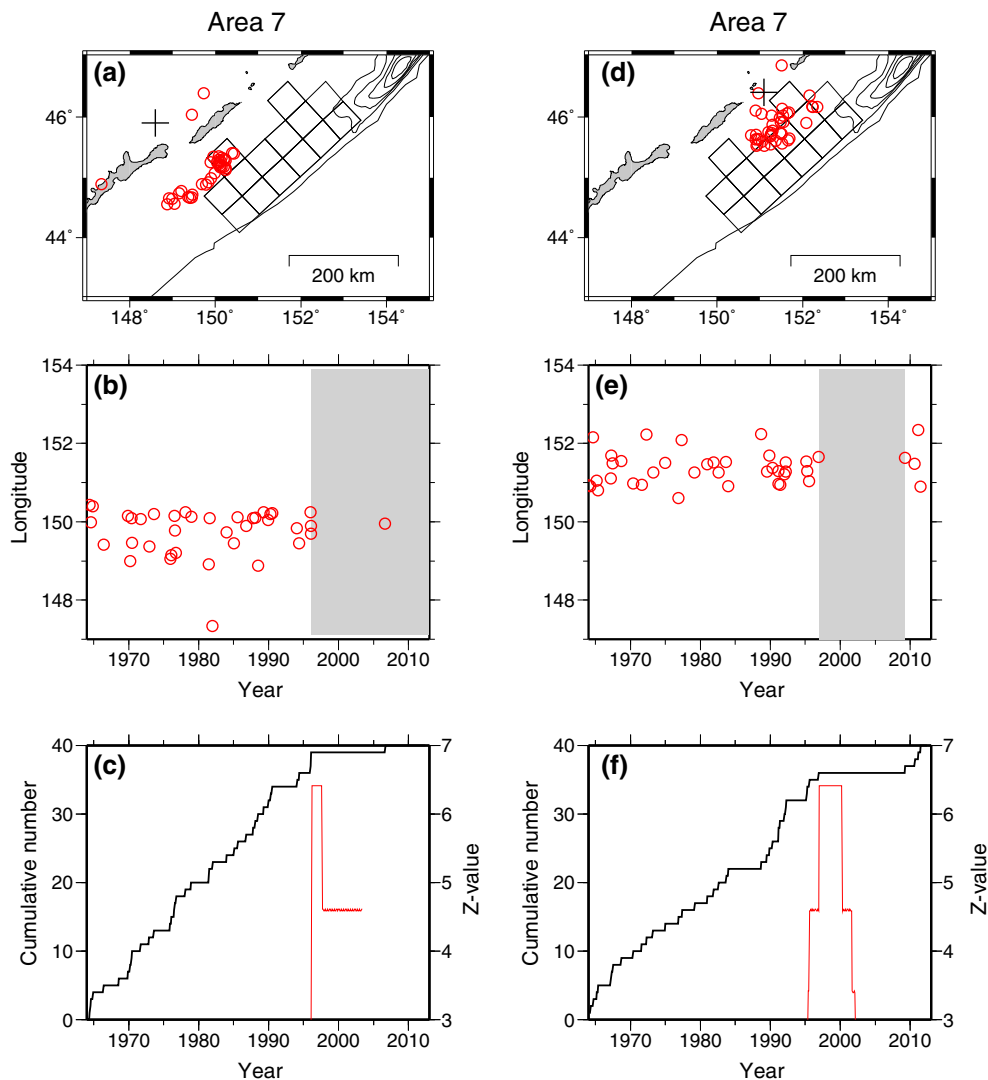 Area 7
Area 7
(a)
46°
44°
200 km
148° 150° 152° 154°
(d)
46°
44°
200 km
148° 150° 152° 154°
(b)
154
152
150
148
Longitude
1970 1980 1990 2000 2010
Year
(e)
154
152
150
148
Longitude
1970 1980 1990 2000 2010
Year
(c)
40
30
20
10
0
Cumulative number
7
6
5
4
3
Z-value
1970 1980 1990 2000 2010
Year
(f)
40
30
20
10
0
Cumulative number
7
6
5
4
3
Z-value
1970 1980 1990 2000 2010
Year